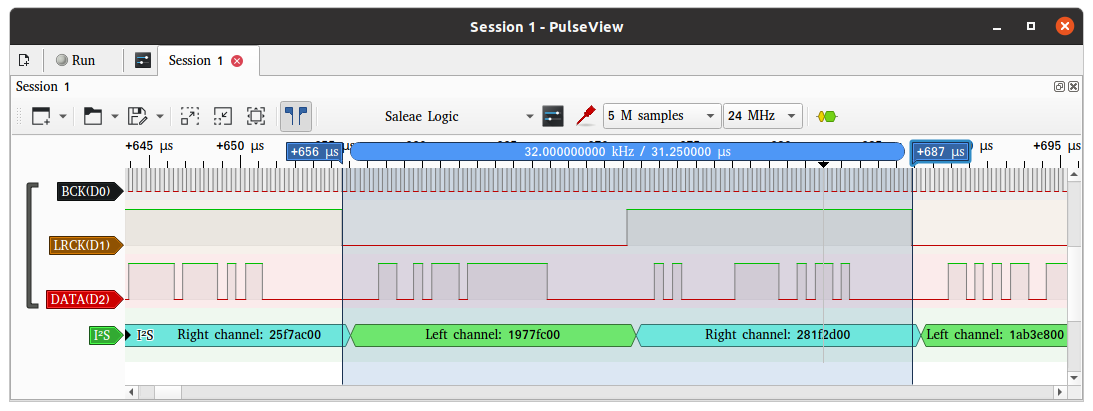 Session 1 - PulseView
Run
Session 1
Session 1
Saleae Logic
5 M samples
24 MHz
+645 µs
+650 µs
+656 µs
32.000000000 kHz / 31.250000 µs
+687 µs
µs
+695 µs
BCK(D0)
LRCK(D1)
DATA(D2)
I²S
I²S
Right channel: 25f7ac00
Left channel: 1977fc00
Right channel: 281f2d00
Left channel: 1ab3e800